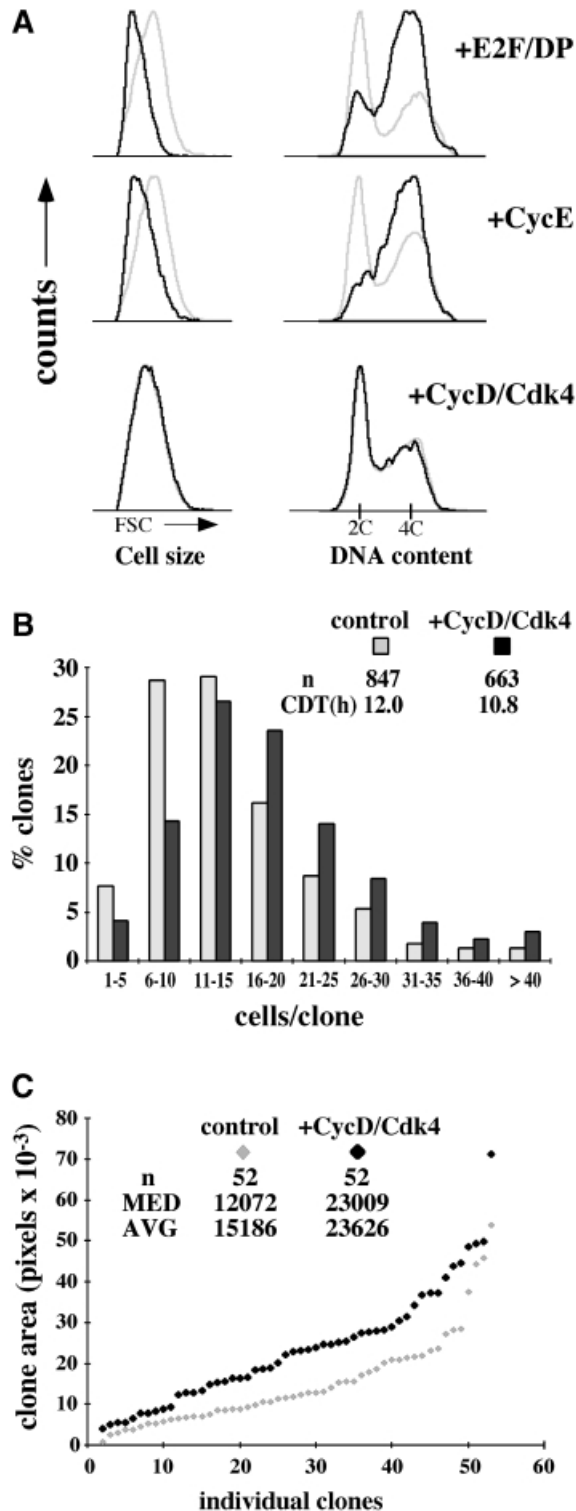 A
+E2F/DP
+CycE
+CycD/Cdk4
counts
FSC
2C 4C
Cell size DNA content
B
control +CycD/Cdk4
n 847 663
CDT(h) 12.0 10.8
30
25
20
15
10
5
0
% clones
1-5 6-10 11-15 16-20 21-25 26-30 31-35 36-40 > 40
cells/clone
C
control +CycD/Cdk4
n 52 52
MED 12072 23009
AVG 15186 23626
80
70
60
50
40
30
20
10
0
clone area (pixels x 10⁻³)
0 10 20 30 40 50 60
individual clones